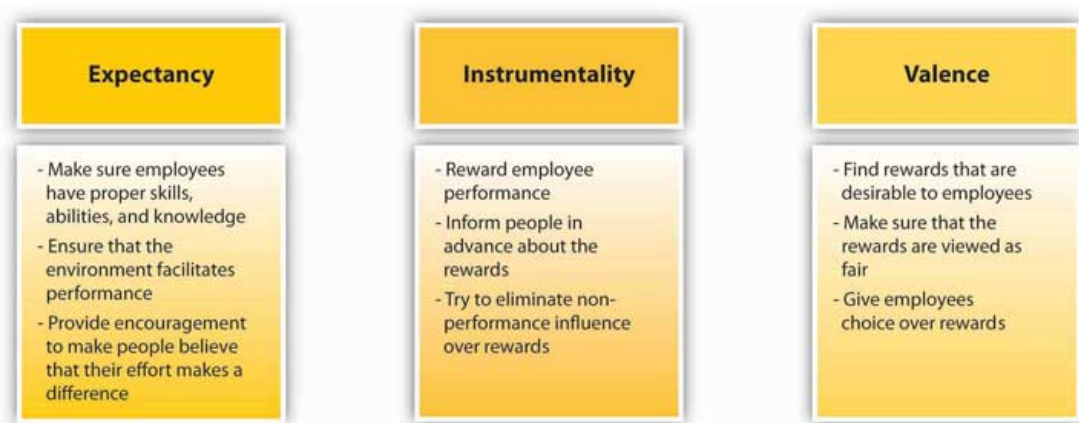 Expectancy
- Make sure employees
have proper skills,
abilities, and knowledge
- Ensure that the
environment facilitates
performance
- Provide encouragement
to make people believe
that their effort makes a
difference
Instrumentality
- Reward employee
performance
- Inform people in
advance about the
rewards
- Try to eliminate non-
performance influence
over rewards
Valence
- Find rewards that are
desirable to employees
- Make sure that the
rewards are viewed as
fair
- Give employees
choice over rewards